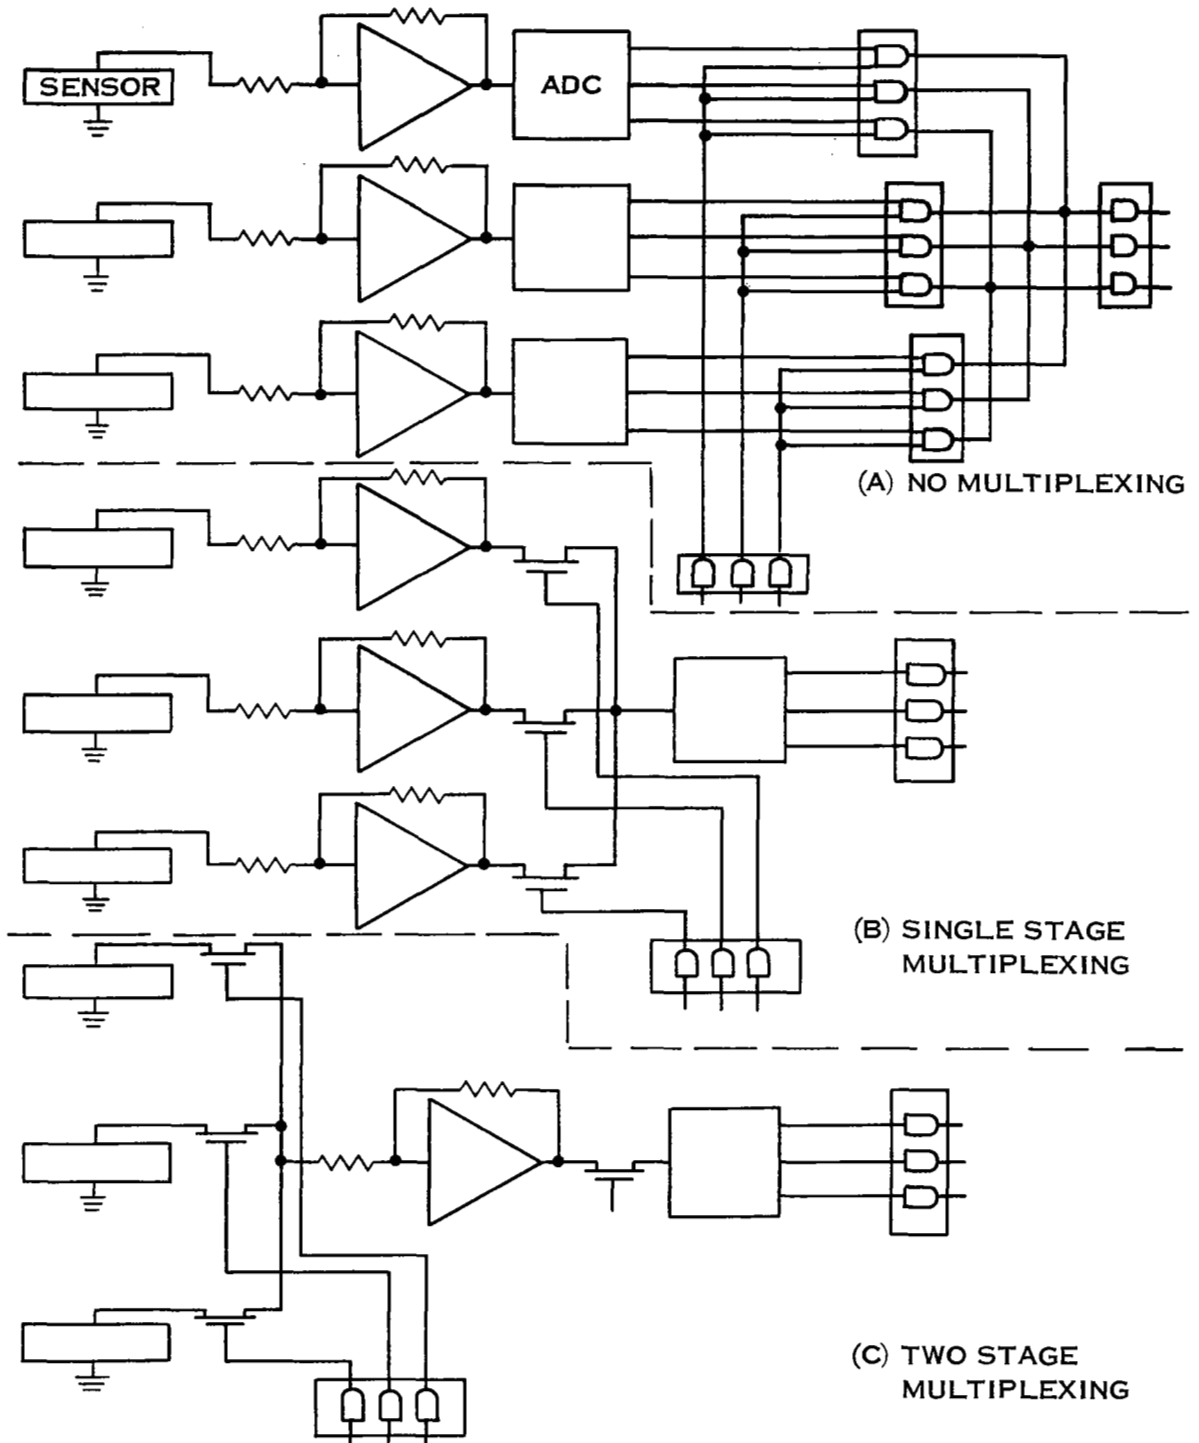 SENSOR
ADC
(A) NO MULTIPLEXING
(B) SINGLE STAGE
MULTIPLEXING
(C) TWO STAGE
MULTIPLEXING